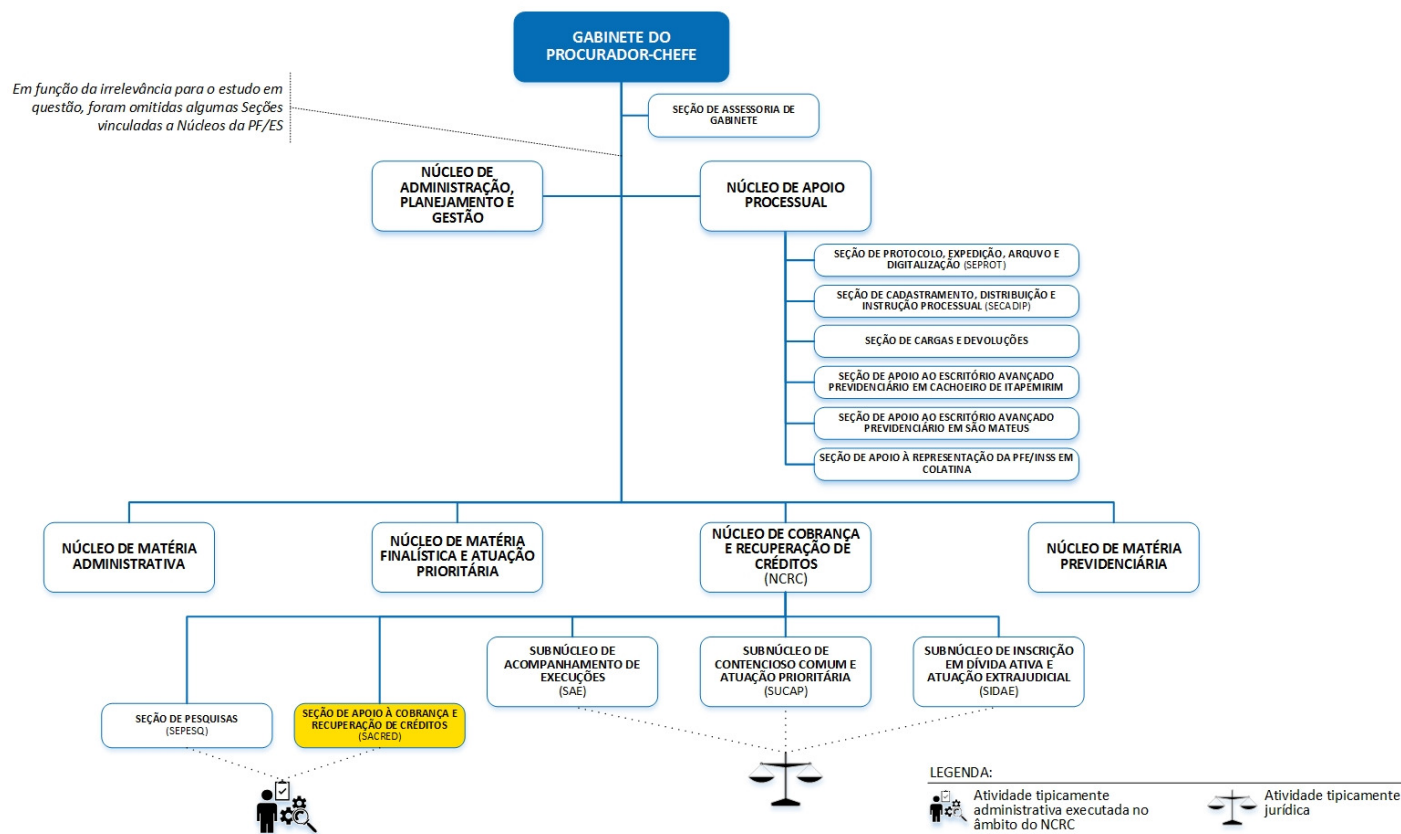 GABINETE DO
PROCURADOR-CHEFE
Em função da irrelevância para o estudo em
questão, foram omitidas algumas Seções
vinculadas a Núcleos da PF/ES
SEÇÃO DE ASSESSORIA DE
GABINETE
NÚCLEO DE
ADMINISTRAÇÃO,
PLANEJAMENTO E
GESTÃO
NÚCLEO DE APOIO
PROCESSUAL
SEÇÃO DE PROTOCOLO, EXPEDIÇÃO, ARQUVO E
DIGITALIZAÇÃO (SEPROT)
SEÇÃO DE CADASTRAMENTO, DISTRIBUIÇÃO E
INSTRUÇÃO PROCESSUAL (SECADIP)
SEÇÃO DE CARGAS E DEVOLUÇÕES
SEÇÃO DE APOIO AO ESCRITÓRIO AVANÇADO
PREVIDENCIÁRIO EM CACHOEIRO DE ITAPEMIRIM
SEÇÃO DE APOIO AO ESCRITÓRIO AVANÇADO
PREVIDENCIÁRIO EM SÃO MATEUS
SEÇÃO DE APOIO À REPRESENTAÇÃO DA PFE/INSS EM
COLATINA
NÚCLEO DE MATÉRIA
ADMINISTRATIVA
NÚCLEO DE MATÉRIA
FINALÍSTICA E ATUAÇÃO
PRIORITÁRIA
NÚCLEO DE COBRANÇA
E RECUPERAÇÃO DE
CRÉDITOS
(NCRC)
NÚCLEO DE MATÉRIA
PREVIDENCIÁRIA
SUBNÚCLEO DE
ACOMPANHAMENTO DE
EXECUÇÕES
(SAE)
SUBNÚCLEO DE
CONTENCIOSO COMUM E
ATUAÇÃO PRIORITÁRIA
(SUCAP)
SUBNÚCLEO DE INSCRIÇÃO
EM DÍVIDA ATIVA E
ATUAÇÃO EXTRAJUDICIAL
(SIDAE)
SEÇÃO DE PESQUISAS
(SEPESQ)
SEÇÃO DE APOIO À COBRANÇA E
RECUPERAÇÃO DE CRÉDITOS
(SACRED)
LEGENDA:
Atividade tipicamente
administrativa executada no
âmbito do NCRC
Atividade tipicamente
jurídica